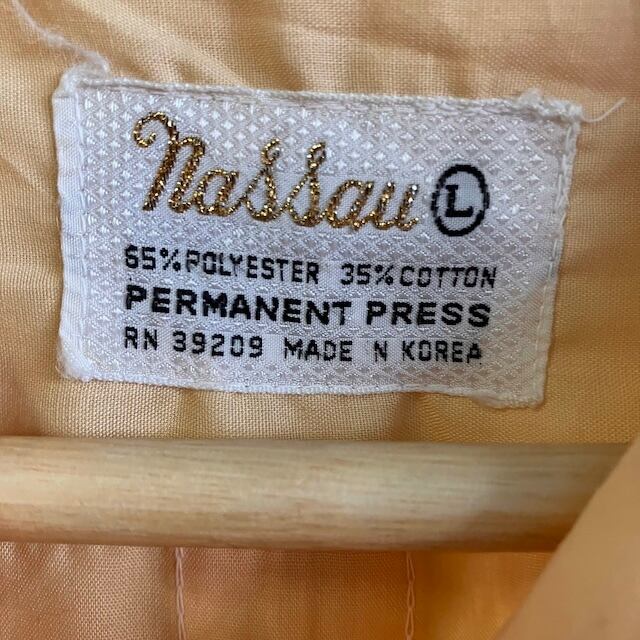 nassau L
65% POLYESTER 35% COTTON
PERMANENT PRESS
RN 39209 MADE N KOREA